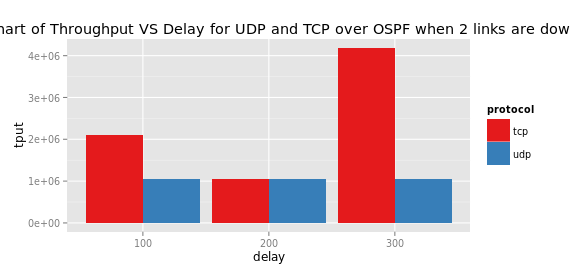 hart of Throughput VS Delay for UDP and TCP over OSPF when 2 links are dow
4e+06
3e+06
2e+06
1e+06
0e+00
tput
100
200
300
delay
protocol
tcp
udp